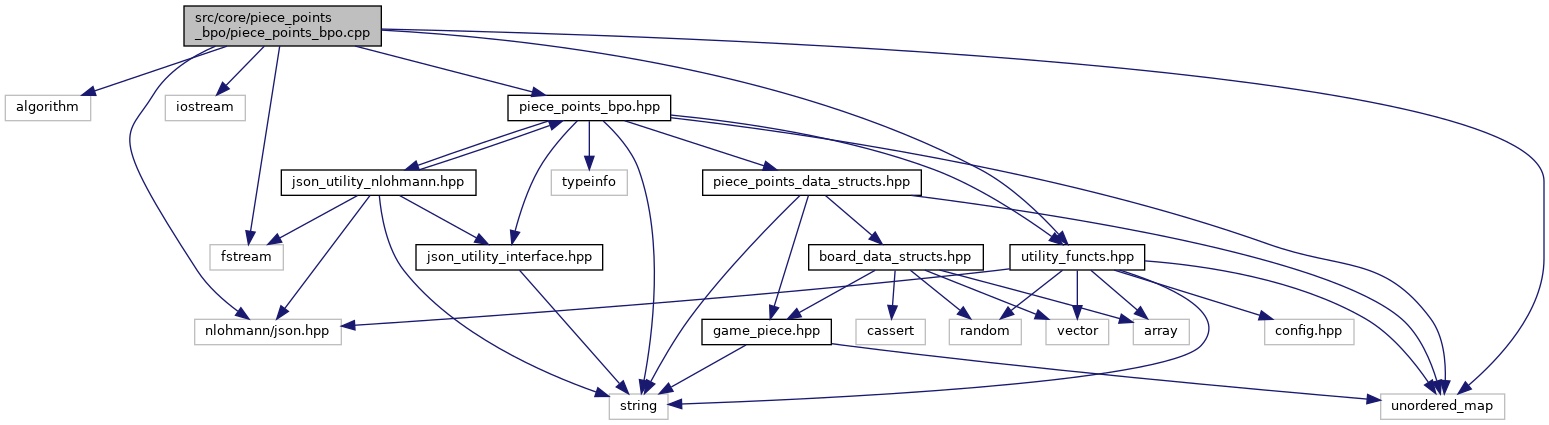 src/core/piece_points
_bpo/piece_points_bpo.cpp
algorithm
iostream
piece_points_bpo.hpp
json_utility_nlohmann.hpp
typeinfo
piece_points_data_structs.hpp
fstream
json_utility_interface.hpp
board_data_structs.hpp
utility_functs.hpp
nlohmann/json.hpp
game_piece.hpp
cassert
random
vector
array
config.hpp
string
unordered_map